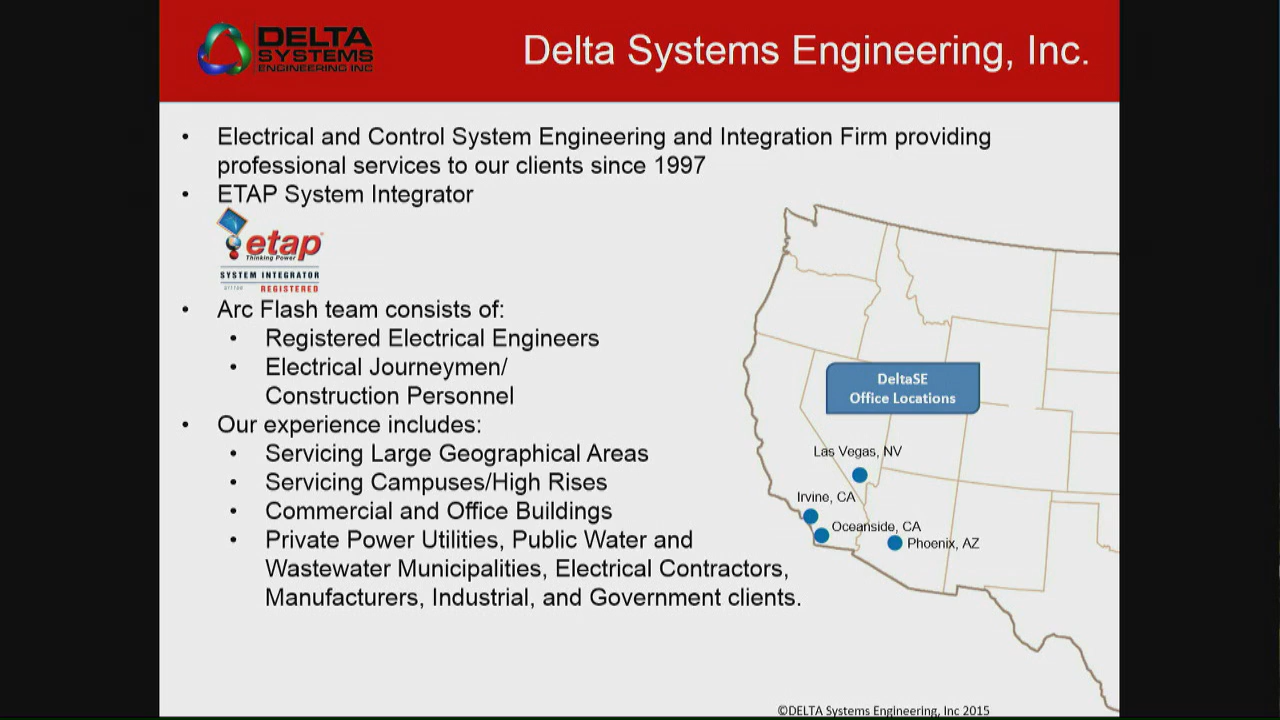 DELTA
SYSTEMS
ENGINEERING INC
Delta Systems Engineering, Inc.
• Electrical and Control System Engineering and Integration Firm providing
professional services to our clients since 1997
• ETAP System Integrator
etap
Thinking Power
SYSTEM INTEGRATOR
REGISTERED
• Arc Flash team consists of:
• Registered Electrical Engineers
• Electrical Journeymen/
Construction Personnel
• Our experience includes:
• Servicing Large Geographical Areas
• Servicing Campuses/High Rises
• Commercial and Office Buildings
• Private Power Utilities, Public Water and
Wastewater Municipalities, Electrical Contractors,
Manufacturers, Industrial, and Government clients.
DeltaSE
Office Locations
Las Vegas, NV
Irvine, CA
Oceanside, CA
Phoenix, AZ
©DELTA Systems Engineering, Inc 2015